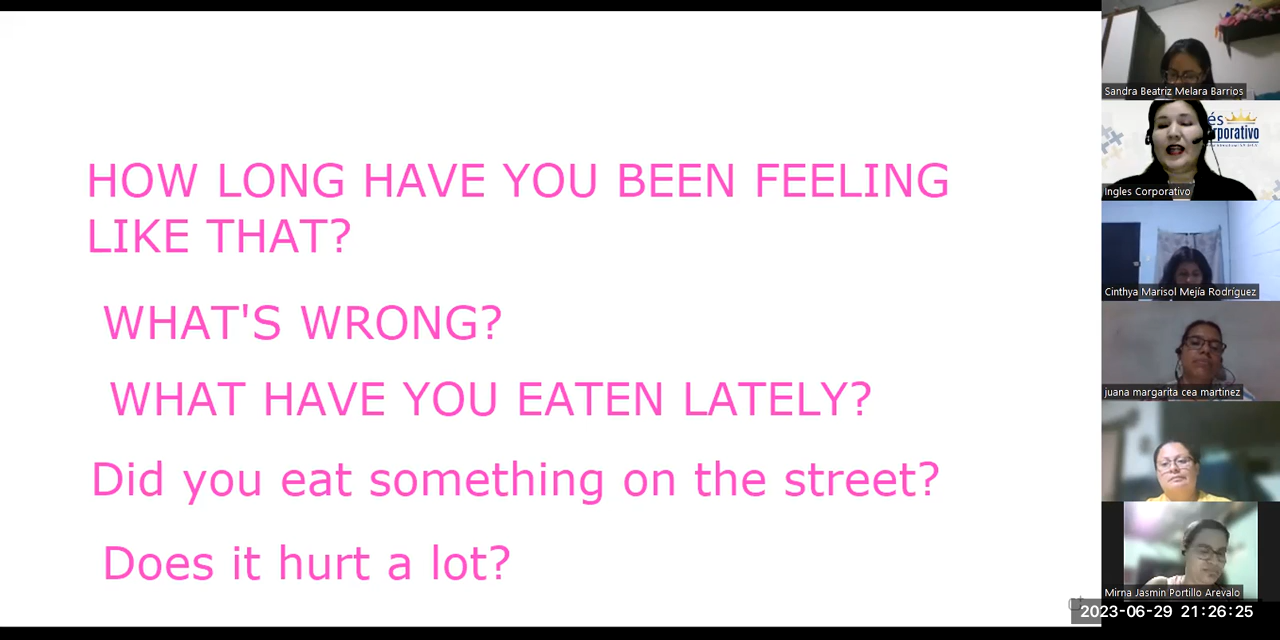 HOW LONG HAVE YOU BEEN FEELING
LIKE THAT?
WHAT'S WRONG?
WHAT HAVE YOU EATEN LATELY?
Did you eat something on the street?
Does it hurt a lot?
Sandra Beatriz Melara Barrios
és
rporativo
Ingles Corporativo
Cinthya Marisol Mejía Rodríguez
juana margarita cea martinez
Mirna Jasmin Portillo Arevalo
2023-06-29 21:26:25